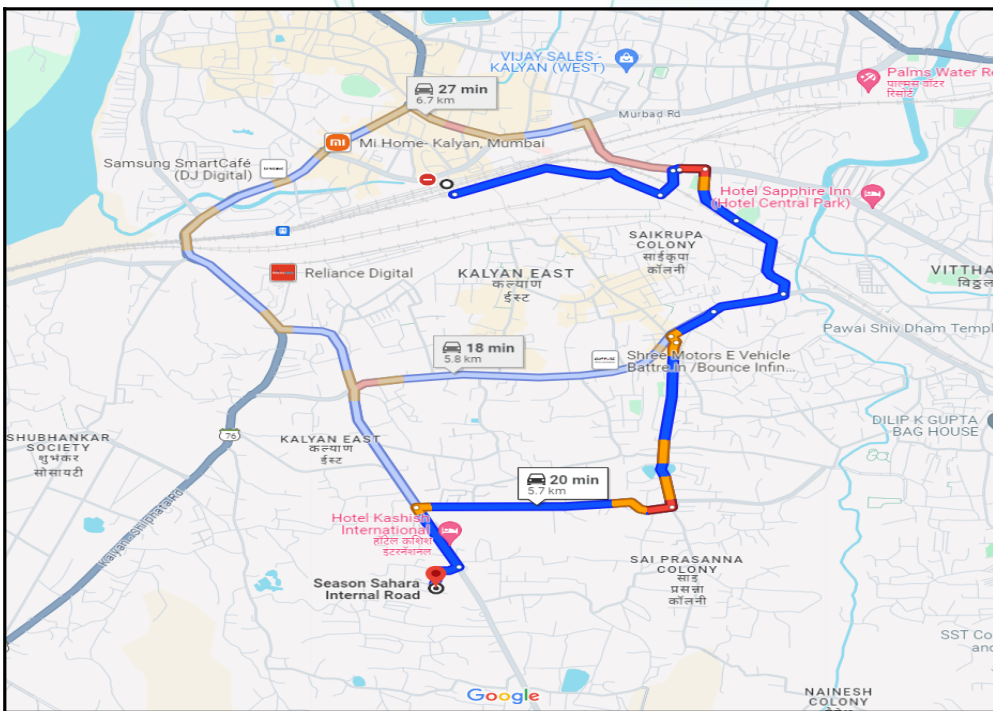 VIJAY SALES -
KALYAN (WEST)
Palms Water Re
पाल्मस वॉटर
रिसॉर्ट
27 min
6.7 km
Murbad Rd
mi
Mi Home- Kalyan, Mumbai
Samsung SmartCafé
(DJ Digital)
Hotel Sapphire Inn
(Hotel Central Park)
SAIKRUPA
COLONY
साईकृपा
कॉलनी
Reliance Digital
KALYAN EAST
कल्याण
ईस्ट
VITTHA
विठ्ठल
Pawai Shiv Dham Templ
18 min
5.8 km
Shree Motors E Vehicle
Battre.in /Bounce Infin...
DILIP K GUPTA
BAG HOUSE
SHUBHANKAR
SOCIETY
शुभंकर
सोसायटी
76
KALYAN EAST
कल्याण
ईस्ट
20 min
5.7 km
Kalyan - Shilphata Rd
Hotel Kashish
International
हॉटेल कशिश
इंटरनॅशनल
SAI PRASANNA
COLONY
साइ
प्रसन्ना
कॉलनी
Season Sahara
Internal Road
SST Co
and
Google
NAINESH
COLONY